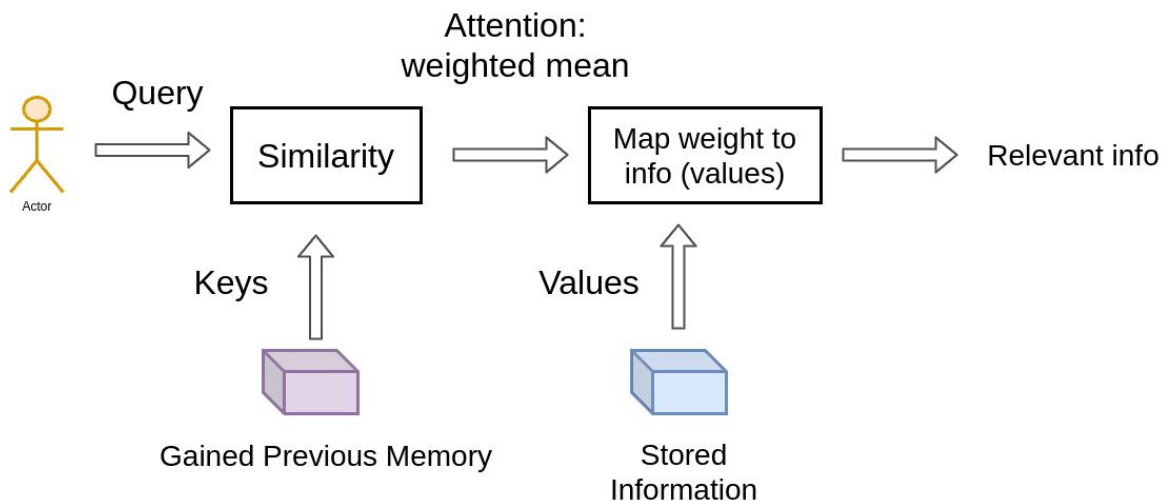 Attention:
weighted mean
Query
Similarity
Map weight to
info (values)
Relevant info
Actor
Keys
Values
Gained Previous Memory
Stored
Information